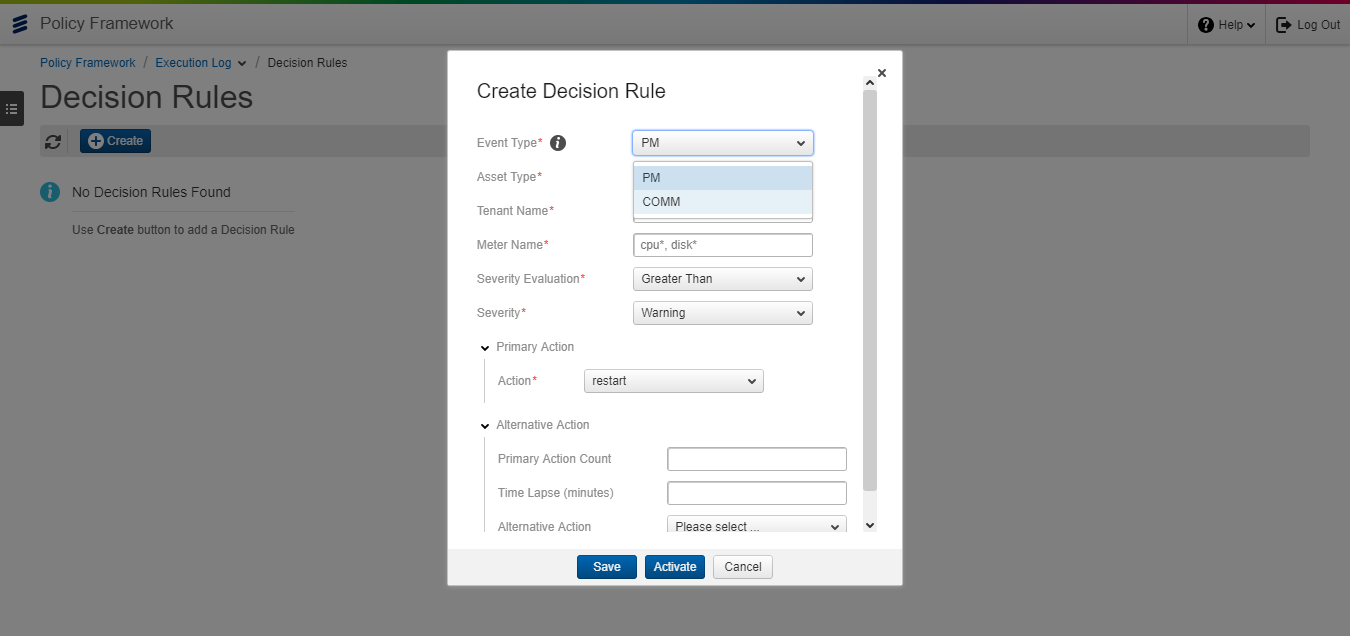 Policy Framework
Help
Log Out
Policy Framework / Execution Log / Decision Rules
Decision Rules
Create
No Decision Rules Found
Use Create button to add a Decision Rule
Create Decision Rule
Event Type* PM
PM
Asset Type*
COMM
Tenant Name*
Meter Name* cpu*, disk*
Severity Evaluation* Greater Than
Severity* Warning
Primary Action
Action* restart
Alternative Action
Primary Action Count
Time Lapse (minutes)
Alternative Action Please select ...
Save Activate Cancel